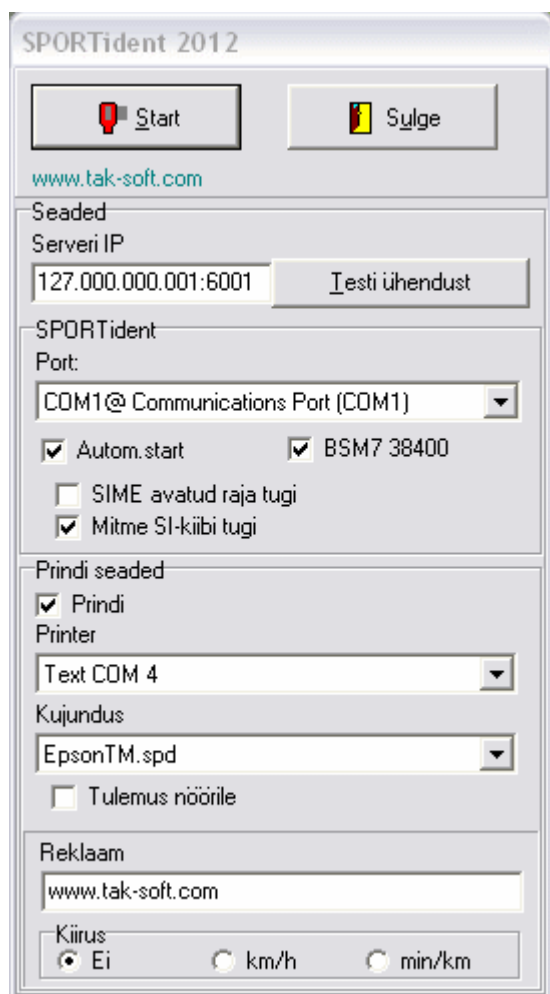 SPORTident 2012
Start Sulge
www.tak-soft.com
Seaded
Serveri IP
127.000.000.001:6001 Testi ühendust
SPORTident
Port:
COM1@ Communications Port (COM1)
Autom.start BSM7 38400
SIME avatud raja tugi
Mitme SI-kiibi tugi
Prindi seaded
Prindi
Printer
Text COM 4
Kujundus
EpsonTM.spd
Tulemus nöörile
Reklaam
www.tak-soft.com
Kiirus
Ei km/h min/km